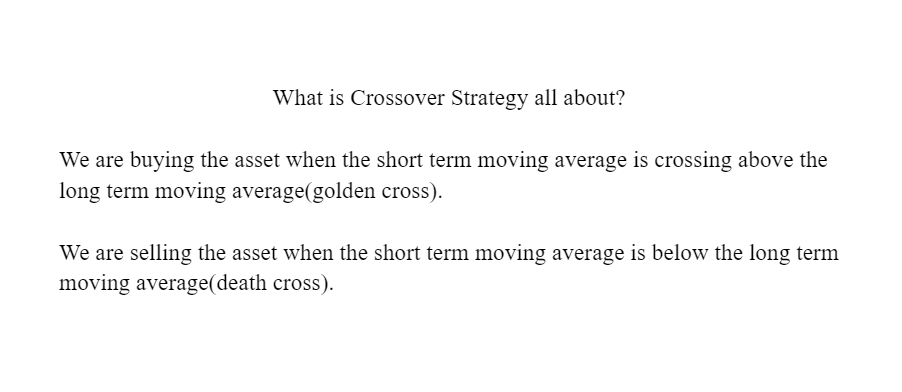 What is Crossover Strategy all about?
We are buying the asset when the short term moving average is crossing above the
long term moving average(golden cross).
We are selling the asset when the short term moving average is below the long term
moving average(death cross).